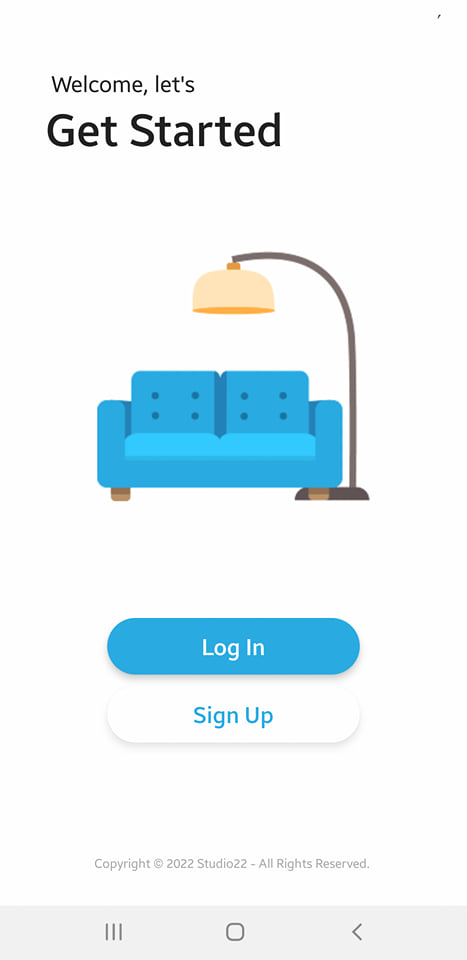 Welcome, let's
Get Started
Log In
Sign Up
Copyright © 2022 Studio22 - All Rights Reserved.